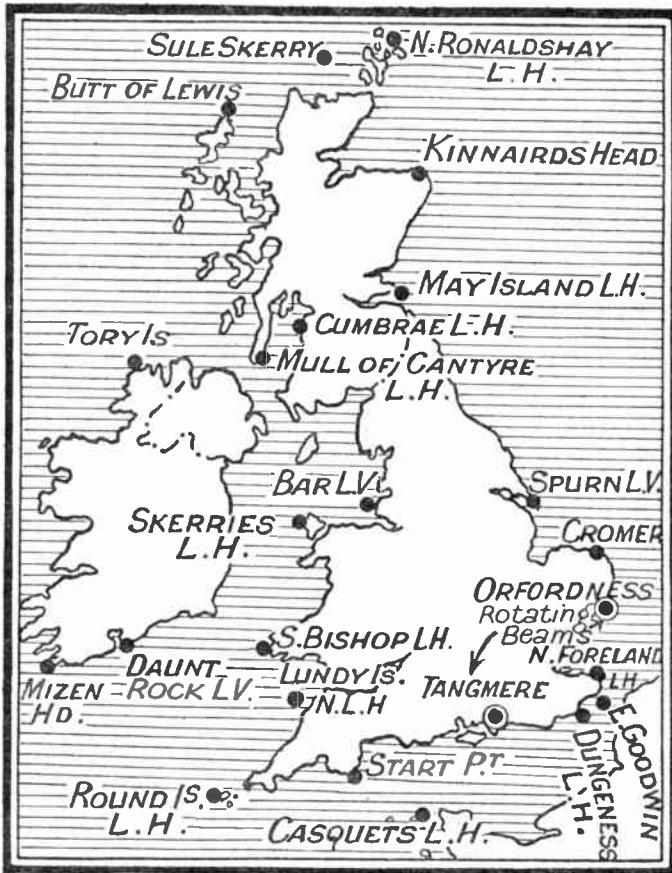 SULE SKERRY
N. RONALDSHAY
L.H.
BUTT OF LEWIS
KINNAIRDS HEAD
MAY ISLAND L.H.
CUMBRAE L.H.
TORY IS
MULL OF CANTYRE
L.H.
BAR L.V.
SPURN L.V.
SKERRIES
L.H.
CROMER
ORFORDNESS
Rotating
Beams
S. BISHOP L.H.
N. FORELAND
L.H.
DAUNT
ROCK L.V.
LUNDY IS.
N.L.H
MIZEN
HD.
TANGMERE
E. GOODWIN
DUNGENESS
L.H.
START PT
ROUND IS.
L.H.
CASQUETS L.H.